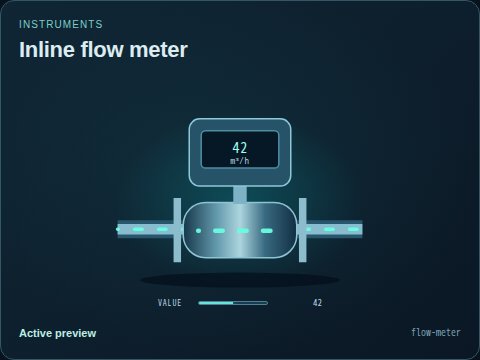 INSTRUMENTS
Inline flow meter
42
m³/h
VALUE 42
Active preview
flow-meter